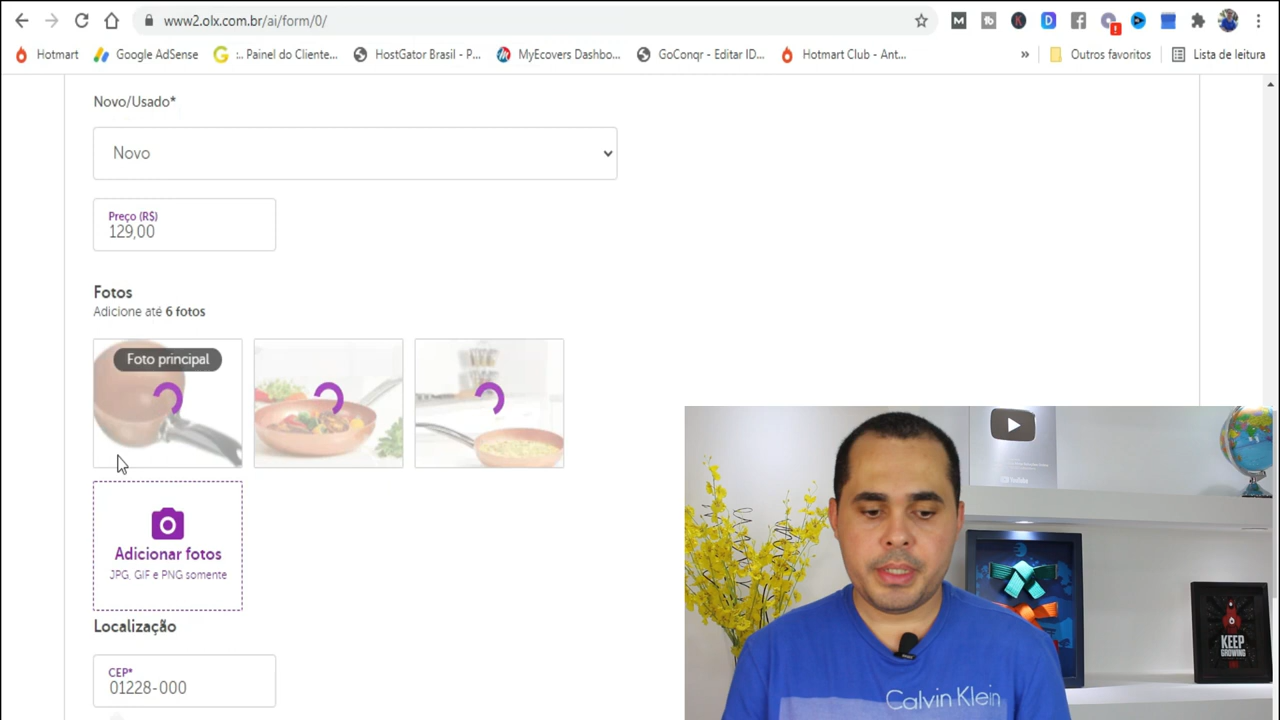 www2.olx.com.br/ai/form/0/
Hotmart
Google AdSense
:.. Painel do Cliente...
HostGator Brasil - P...
MyEcovers Dashbo...
GoConqr - Editar ID...
Hotmart Club - Ant...
»
Outros favoritos
Lista de leitura
Novo/Usado*
Novo
Preço (R$)
129,00
Fotos
Adicione até 6 fotos
Foto principal
Adicionar fotos
JPG, GIF e PNG somente
Localização
CEP*
01228-000
KEEP
GROWING
Calvin Klein